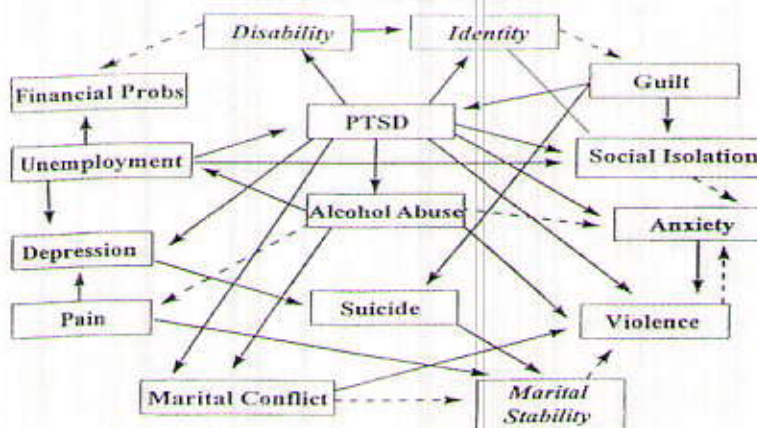 Disability
Identity
Financial Probs
Guilt
PTSD
Unemployment
Social Isolation
Alcohol Abuse
Anxiety
Depression
Pain
Suicide
Violence
Marital Conflict
Marital
Stability